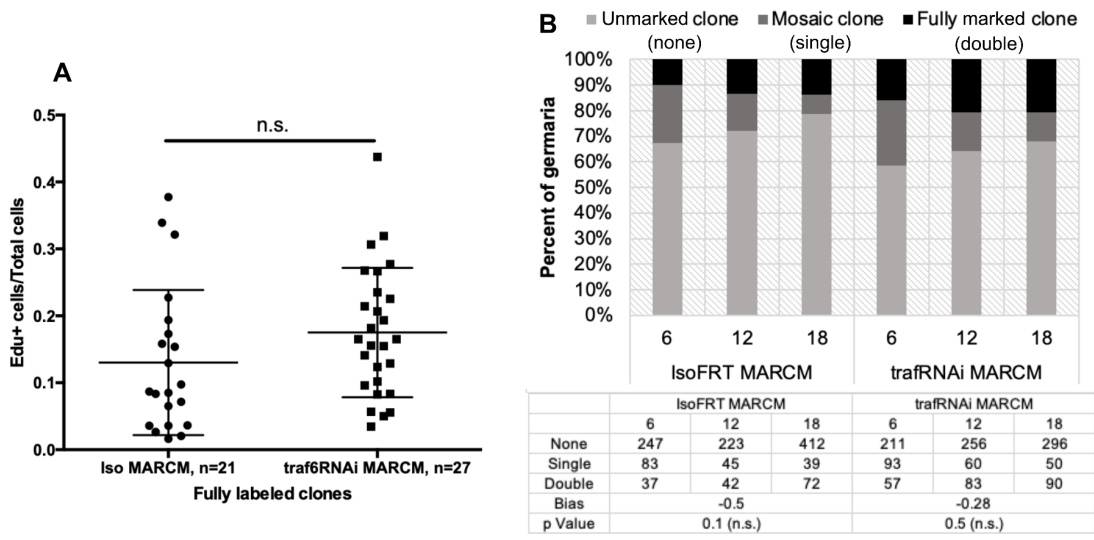 A
n.s.
0.5
0.4
0.3
0.2
0.1
0.0
Edu+ cells/Total cells
Iso MARCM, n=21 traf6RNAi MARCM, n=27
Fully labeled clones
B
Unmarked clone Mosaic clone Fully marked clone
(none) (single) (double)
100%
90%
80%
70%
60%
50%
40%
30%
20%
10%
0%
Percent of germaria
6 12 18 6 12 18
IsoFRT MARCM trafRNAi MARCM
IsoFRT MARCM trafRNAi MARCM
6 12 18 6 12 18
None 247 223 412 211 256 296
Single 83 45 39 93 60 50
Double 37 42 72 57 83 90
Bias -0.5 -0.28
p Value 0.1 (n.s.) 0.5 (n.s.)